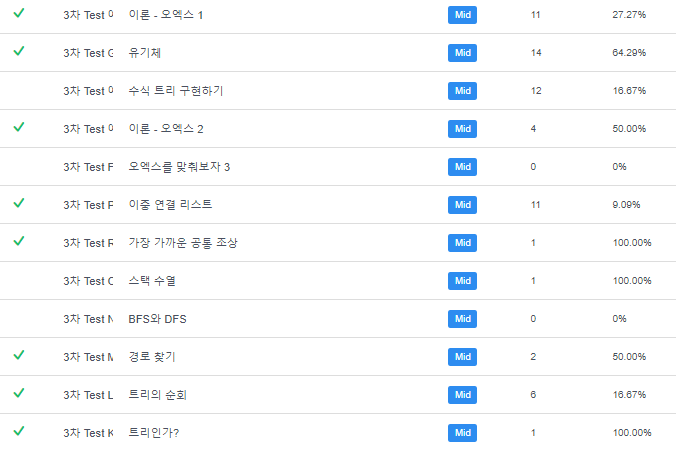 3차 Test 이론 - 오엑스 1 Mid 11 27.27%
3차 Test G 유기체 Mid 14 64.29%
3차 Test 수식 트리 구현하기 Mid 12 16.67%
3차 Test 이론 - 오엑스 2 Mid 4 50.00%
3차 Test 오엑스를 맞춰보자 3 Mid 0 0%
3차 Test 이중 연결 리스트 Mid 11 9.09%
3차 Test R 가장 가까운 공통 조상 Mid 1 100.00%
3차 Test 스택 수열 Mid 1 100.00%
3차 Test N BFS와 DFS Mid 0 0%
3차 Test M 경로 찾기 Mid 2 50.00%
3차 Test L 트리의 순회 Mid 6 16.67%
3차 Test K 트리인가? Mid 1 100.00%